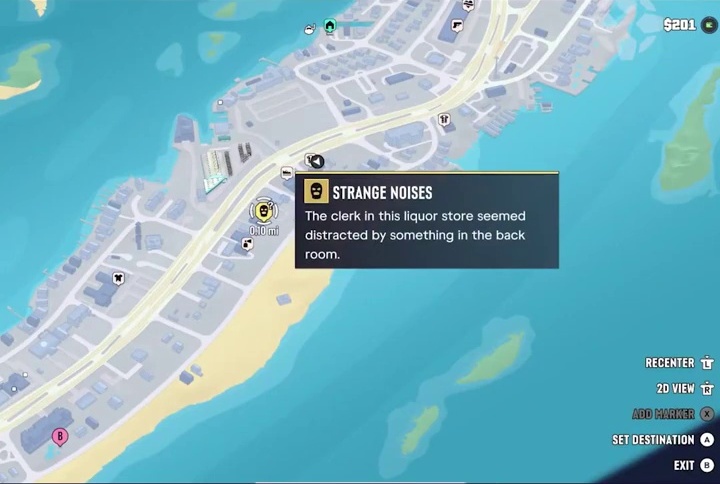 $201
STRANGE NOISES
The clerk in this liquor store seemed
distracted by something in the back
room.
0.10 mi
B
RECENTER L
2D VIEW R
ADD MARKER X
SET DESTINATION A
EXIT B